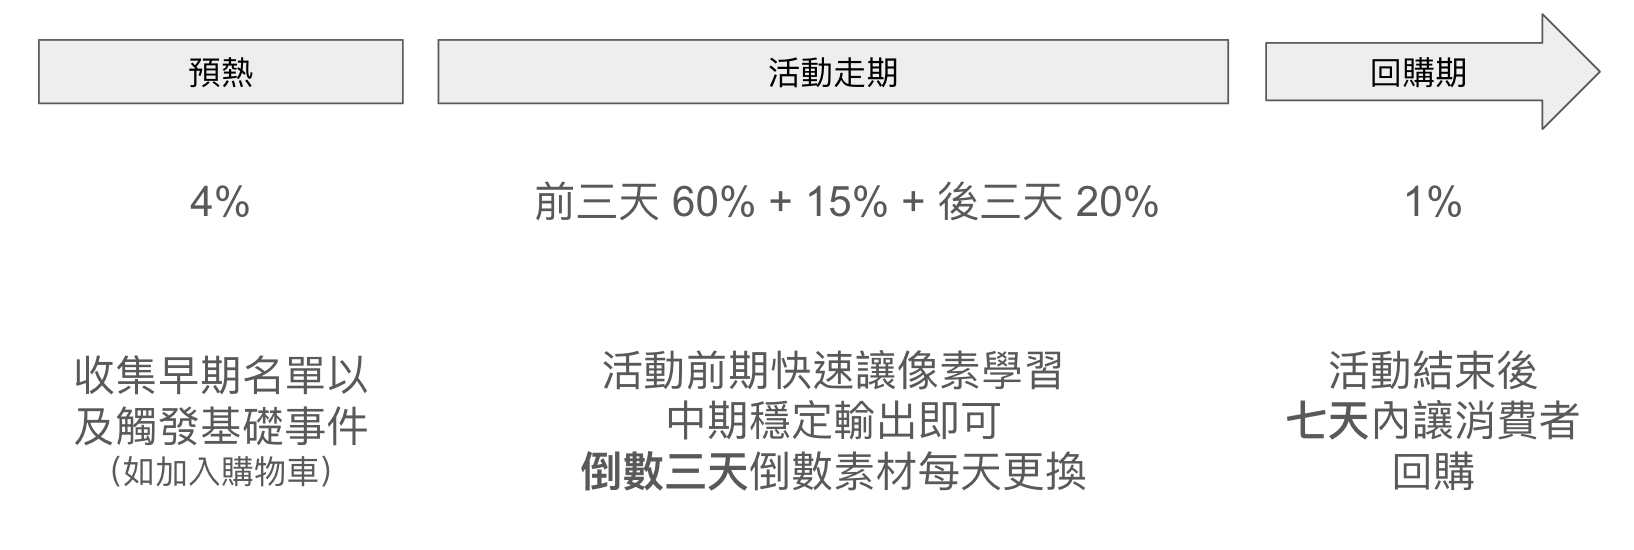 預熱
活動走期
回購期
4%
前三天 60% + 15% + 後三天 20%
1%
收集早期名單以
及觸發基礎事件
(如加入購物車)
活動前期快速讓像素學習
中期穩定輸出即可
倒數三天倒數素材每天更換
活動結束後
七天內讓消費者
回購